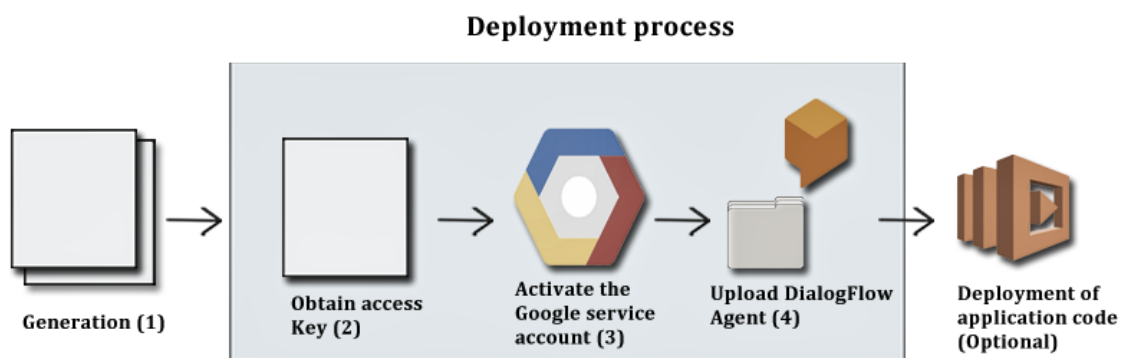 Deployment process
Generation (1)
Obtain access
Key (2)
Activate the
Google service
account (3)
Upload DialogFlow
Agent (4)
Deployment of
application code
(Optional)